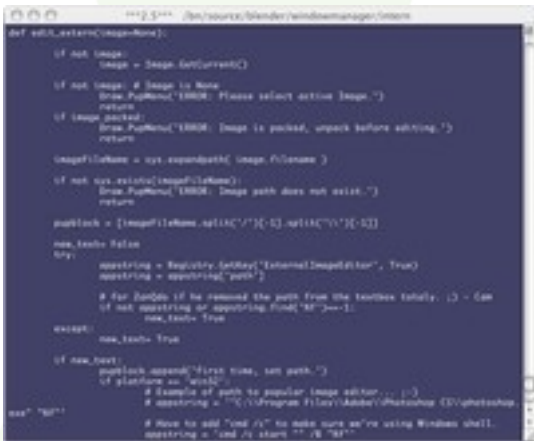 ***2.5*** /bn/source/blender/windowmanager/intern
def edit_extern(image=None):
if not image:
image = Image.GetCurrent()
if not image: # Image is None
Draw.PupMenu("ERROR: Please select active Image.")
return
if image.packed:
Draw.PupMenu("ERROR: Image is packed, unpack before editing.")
return
imageFileName = sys.expandpath( image.filename )
if not sys.exists(imageFileName):
Draw.PupMenu("ERROR: Image path does not exist.")
return
pupblock = [imageFileName.split("/")[-1].split("\\")[-1]]
new_text= False
try:
appstring = Registry.GetKey("ExternalImageEditor", True)
appstring = appstring["path"]
# for ZanQdo if he removed the path from the textbox totaly. ;) - Cam
if not appstring or appstring.find("%f")==-1:
new_text= True
except:
new_text= True
if new_text:
pupblock.append("first time, set path.")
if platform == "win32":
# Example of path to popular image editor... ;-)
# appstring = '"C:\\Program Files\\Adobe\\Photoshop CS\\photoshop.
exe" "%f"'
# Have to add "cmd /c" to make sure we're using Windows shell.
appstring = 'cmd /c start "" /B "%f"'